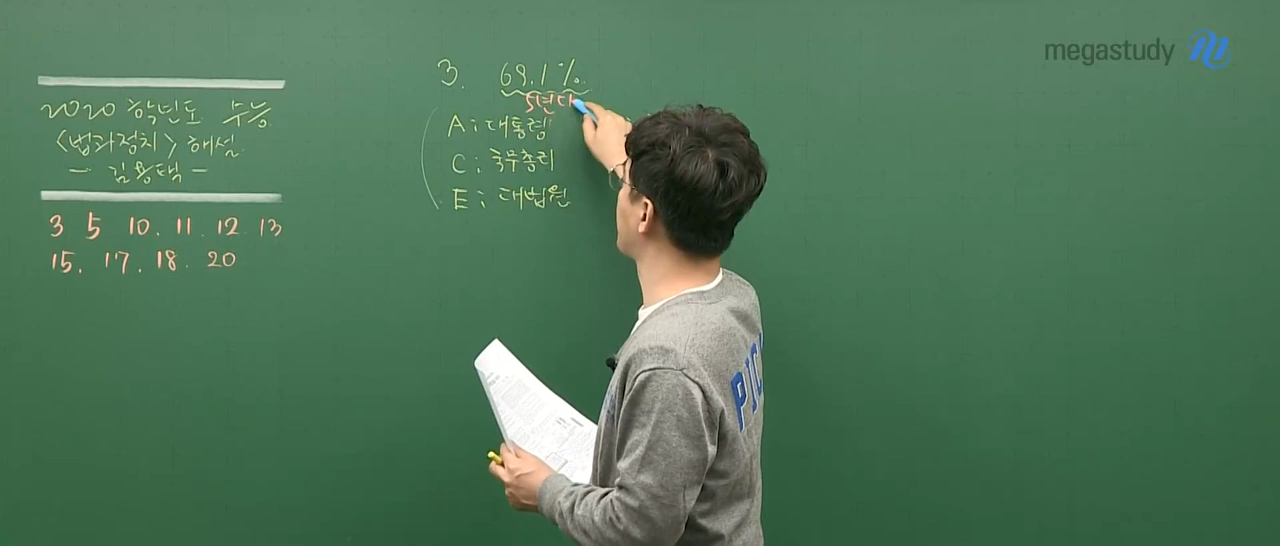 megastudy
2020 학년도 수능
<법과정치> 해설
- 김용택 -
3 5 10. 11. 12. 13
15. 17. 18. 20
3. 69.1%
5년 단
A: 대통령
C: 국무총리
E: 대법원
PIC